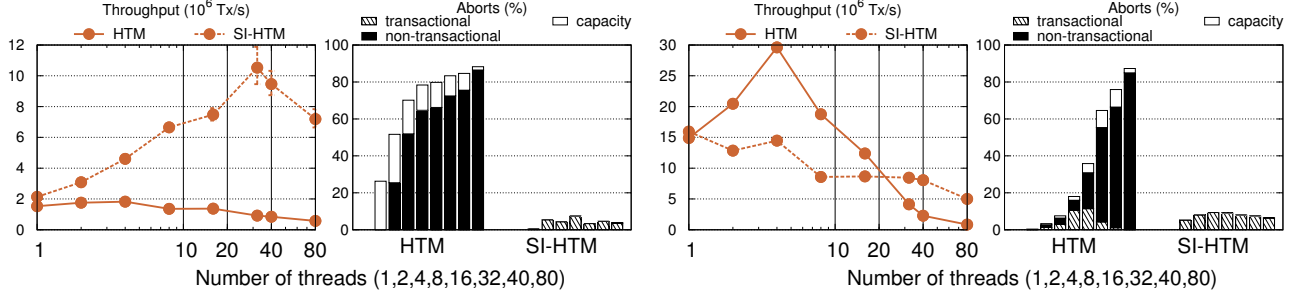 Throughput (10^6 Tx/s)
HTM
SI-HTM
12
10
8
6
4
2
0
1
10
20
40
80
Aborts (%)
transactional
non-transactional
capacity
100
80
60
40
20
0
HTM
SI-HTM
Number of threads (1,2,4,8,16,32,40,80)
Throughput (10^6 Tx/s)
HTM
SI-HTM
30
25
20
15
10
5
0
1
10
20
40
80
Aborts (%)
transactional
non-transactional
capacity
100
80
60
40
20
0
HTM
SI-HTM
Number of threads (1,2,4,8,16,32,40,80)